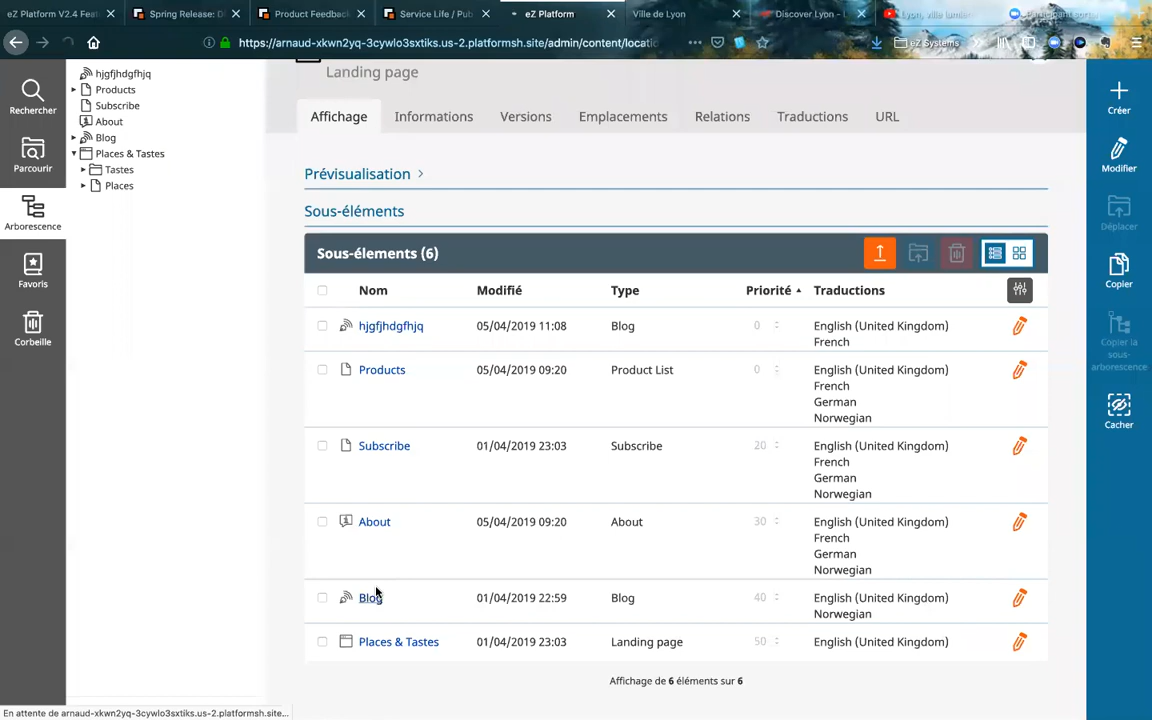 eZ Platform V2.4 Feat
Spring Release: D
Product Feedback
Service Life / Pub
eZ Platform
Ville de Lyon
Discover Lyon -
Lyon, ville lumiè
https://arnaud-xkwn2yq-3cywlo3sxtiks.us-2.platformsh.site/admin/content/locatio
eZ Systems
Rechercher
Parcourir
Arborescence
Favoris
Corbeille
hjgfjhdgfhjq
Products
Subscribe
About
Blog
Places & Tastes
Tastes
Places
Landing page
Affichage Informations Versions Emplacements Relations Traductions URL
Prévisualisation
Sous-éléments
Sous-élements (6)
Nom Modifié Type Priorité Traductions
hjgfjhdgfhjq 05/04/2019 11:08 Blog 0 English (United Kingdom)
French
Products 05/04/2019 09:20 Product List 0 English (United Kingdom)
French
German
Norwegian
Subscribe 01/04/2019 23:03 Subscribe 20 English (United Kingdom)
French
German
Norwegian
About 05/04/2019 09:20 About 30 English (United Kingdom)
French
German
Norwegian
Blog 01/04/2019 22:59 Blog 40 English (United Kingdom)
Norwegian
Places & Tastes 01/04/2019 23:03 Landing page 50 English (United Kingdom)
Affichage de 6 éléments sur 6
Créer
Modifier
Déplacer
Copier
Copier la
sous-
arborescence
Cacher
En attente de arnaud-xkwn2yq-3cywlo3sxtiks.us-2.platformsh.site...